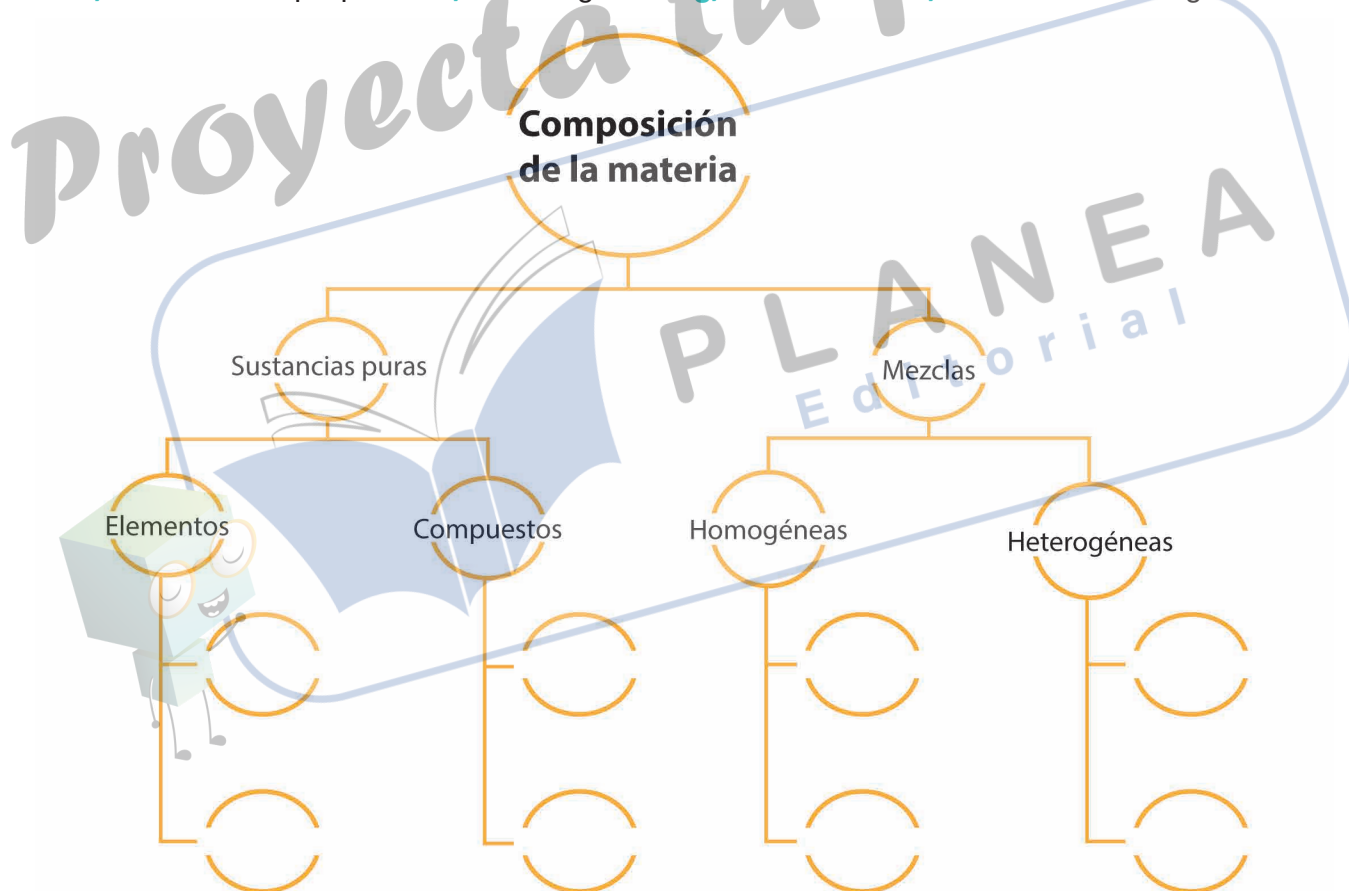 Proyecta tu
Composición
de la materia
PLANEA
Editorial
Sustancias puras
Mezclas
Elementos
Compuestos
Homogéneas
Heterogéneas